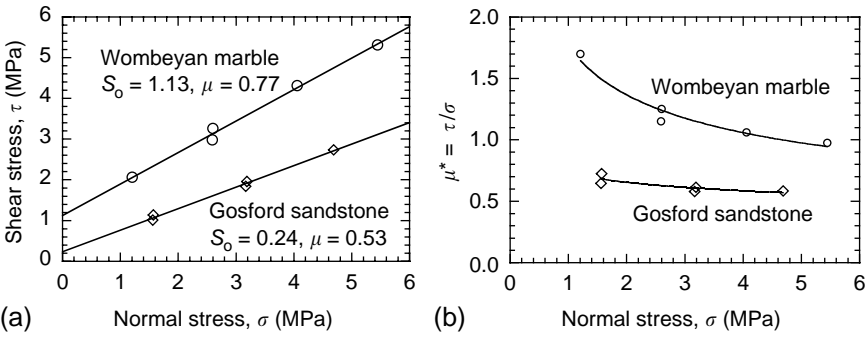 6
5
4
3
2
1
0
Shear stress, τ (MPa)
Wombeyan marble
S₀ = 1.13, μ = 0.77
Gosford sandstone
S₀ = 0.24, μ = 0.53
0 1 2 3 4 5 6
(a) Normal stress, σ (MPa)
2.0
1.5
1.0
0.5
0.0
μ* = τ/σ
Wombeyan marble
Gosford sandstone
0 1 2 3 4 5 6
(b) Normal stress, σ (MPa)